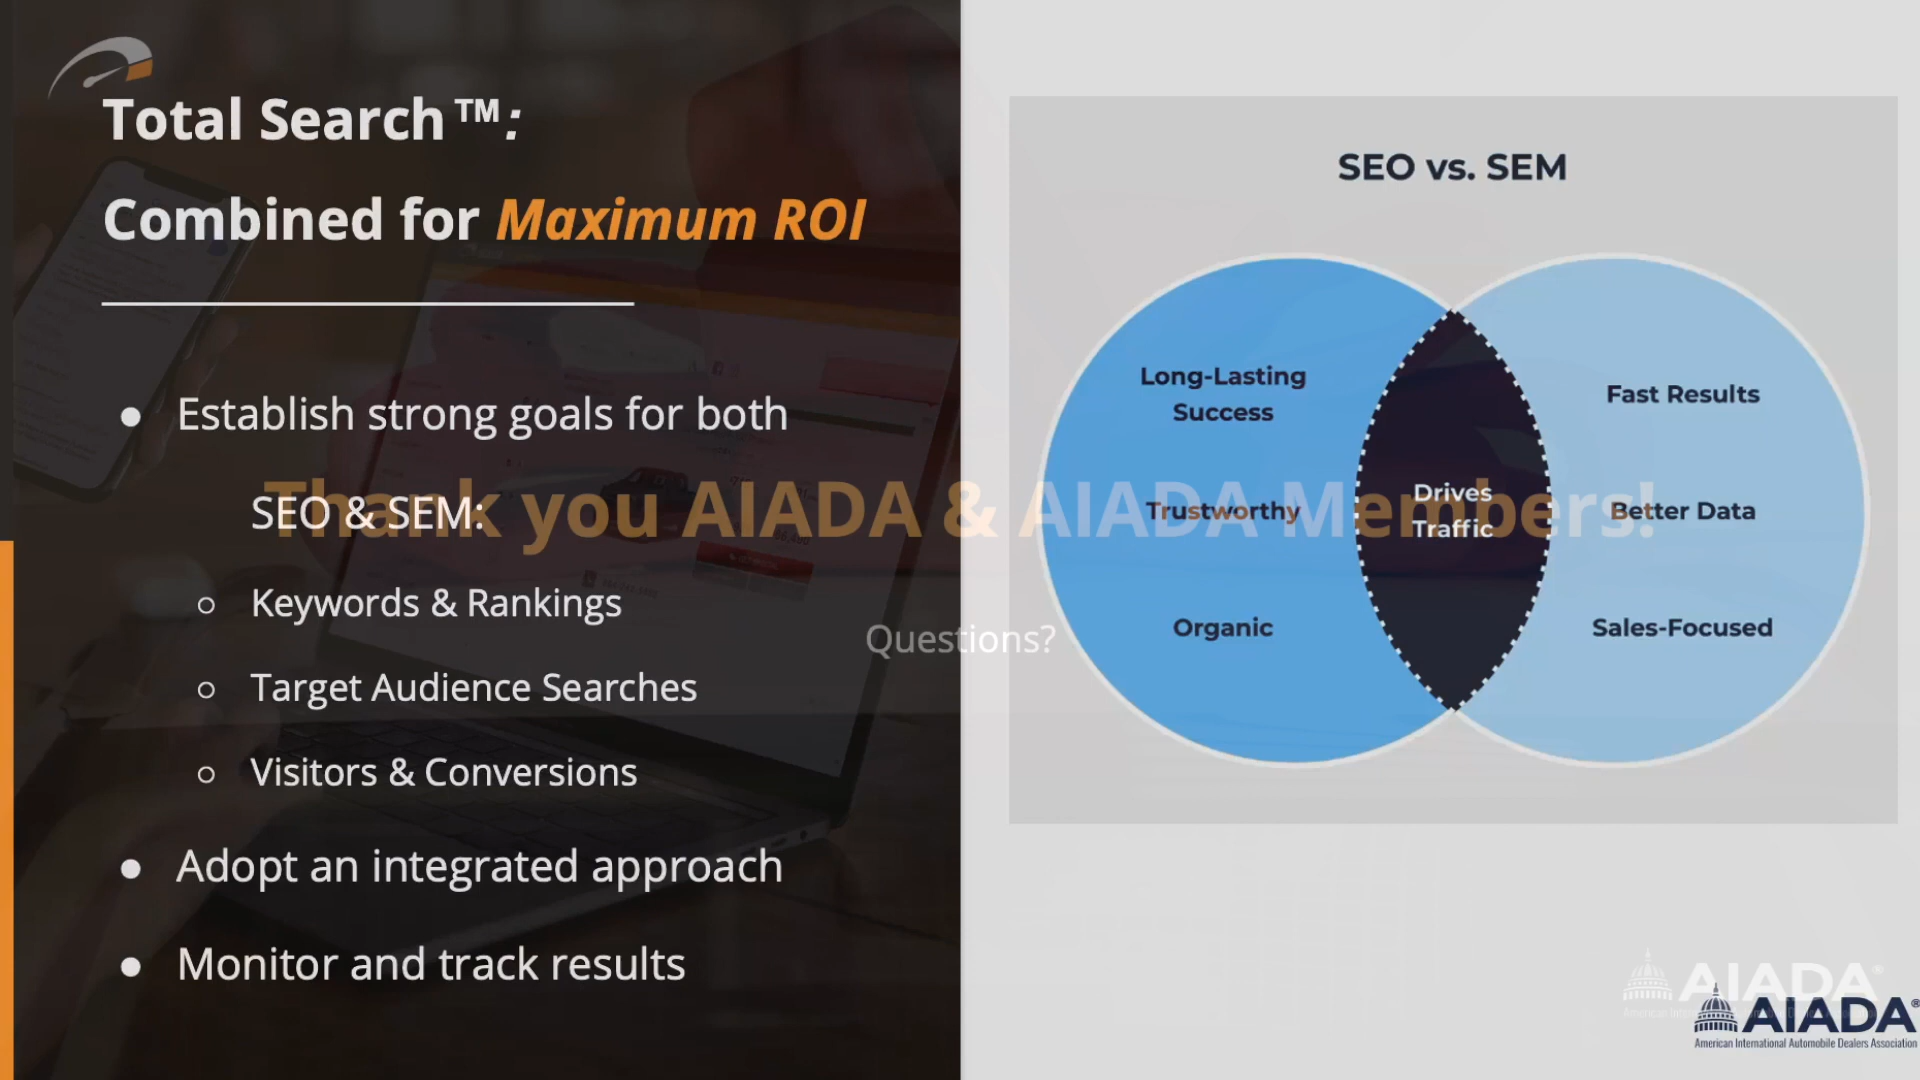 Total Search™:
Combined for Maximum ROI
Establish strong goals for both
SEO & SEM:
Keywords & Rankings
Target Audience Searches
Visitors & Conversions
Adopt an integrated approach
Monitor and track results
Thank you AIADA & AIADA Members!
Questions?
SEO vs. SEM
Long-Lasting
Success
Trustworthy
Organic
Drives
Traffic
Fast Results
Better Data
Sales-Focused
AIADA®
AIADA®
American International Automobile Dealers Association